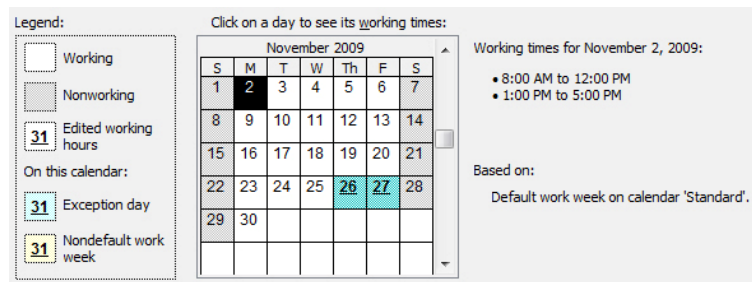 Legend:
Working
Nonworking
31 Edited working
hours
On this calendar:
31 Exception day
31 Nondefault work
week
Click on a day to see its working times:
November 2009
S M T W Th F S
1 2 3 4 5 6 7
8 9 10 11 12 13 14
15 16 17 18 19 20 21
22 23 24 25 26 27 28
29 30
Working times for November 2, 2009:
• 8:00 AM to 12:00 PM
• 1:00 PM to 5:00 PM
Based on:
Default work week on calendar 'Standard'.